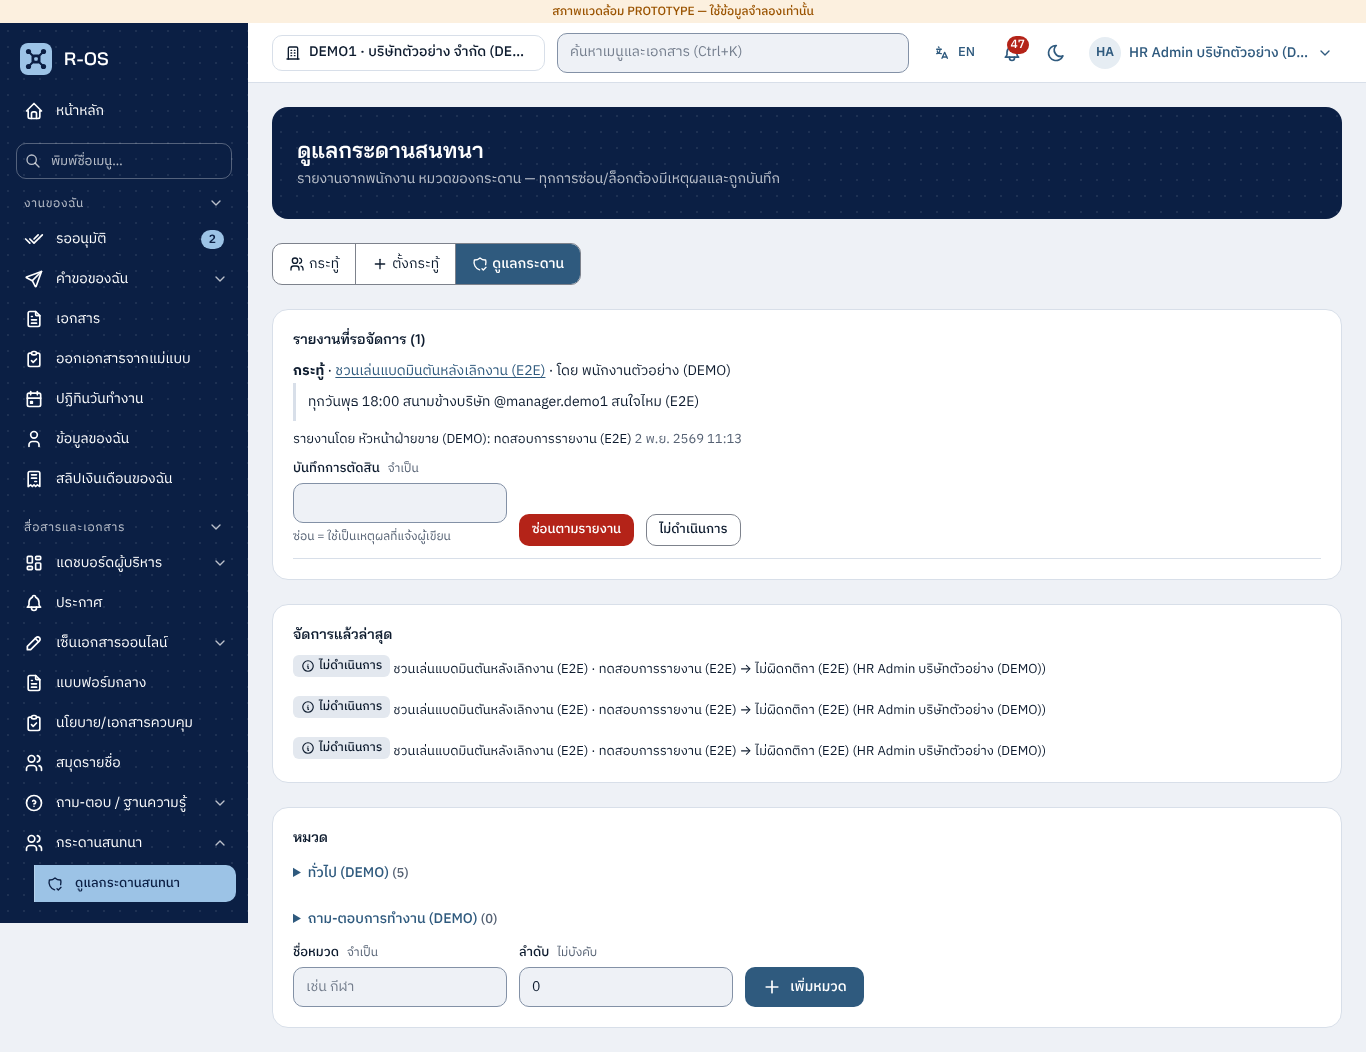 สภาพแวดล้อม PROTOTYPE — ใช้ข้อมูลจำลองเท่านั้น
R-OS
DEMO1 · บริษัทตัวอย่าง จำกัด (DE...
ค้นหาเมนูและเอกสาร (Ctrl+K)
EN
47
HA
HR Admin บริษัทตัวอย่าง (D...
หน้าหลัก
พิมพ์ชื่อเมนู...
งานของฉัน
รออนุมัติ
2
คำขอของฉัน
เอกสาร
ออกเอกสารจากแม่แบบ
ปฏิทินวันทำงาน
ข้อมูลของฉัน
สลิปเงินเดือนของฉัน
สื่อสารและเอกสาร
แดชบอร์ดผู้บริหาร
ประกาศ
เซ็นเอกสารออนไลน์
แบบฟอร์มกลาง
นโยบาย/เอกสารควบคุม
สมุดรายชื่อ
ถาม-ตอบ / ฐานความรู้
กระดานสนทนา
ดูแลกระดานสนทนา
ดูแลกระดานสนทนา
รายงานจากพนักงาน หมวดของกระดาน — ทุกการซ่อน/ล็อกต้องมีเหตุผลและถูกบันทึก
กระทู้
ตั้งกระทู้
ดูแลกระดาน
รายงานที่รอจัดการ (1)
กระทู้ · ชวนเล่นแบดมินตันหลังเลิกงาน (E2E) · โดย พนักงานตัวอย่าง (DEMO)
ทุกวันพุธ 18:00 สนามข้างบริษัท @manager.demo1 สนใจไหม (E2E)
รายงานโดย หัวหน้าฝ่ายขาย (DEMO): ทดสอบการรายงาน (E2E) 2 พ.ย. 2569 11:13
บันทึกการตัดสิน จำเป็น
ซ่อน = ใช้เป็นเหตุผลที่แจ้งผู้เขียน
ซ่อนตามรายงาน
ไม่ดำเนินการ
จัดการแล้วล่าสุด
ไม่ดำเนินการ ชวนเล่นแบดมินตันหลังเลิกงาน (E2E) · ทดสอบการรายงาน (E2E) → ไม่ผิดกติกา (E2E) (HR Admin บริษัทตัวอย่าง (DEMO))
ไม่ดำเนินการ ชวนเล่นแบดมินตันหลังเลิกงาน (E2E) · ทดสอบการรายงาน (E2E) → ไม่ผิดกติกา (E2E) (HR Admin บริษัทตัวอย่าง (DEMO))
ไม่ดำเนินการ ชวนเล่นแบดมินตันหลังเลิกงาน (E2E) · ทดสอบการรายงาน (E2E) → ไม่ผิดกติกา (E2E) (HR Admin บริษัทตัวอย่าง (DEMO))
หมวด
ทั่วไป (DEMO) (5)
ถาม-ตอบการทำงาน (DEMO) (0)
ชื่อหมวด จำเป็น
ลำดับ ไม่บังคับ
เช่น กีฬา
0
เพิ่มหมวด